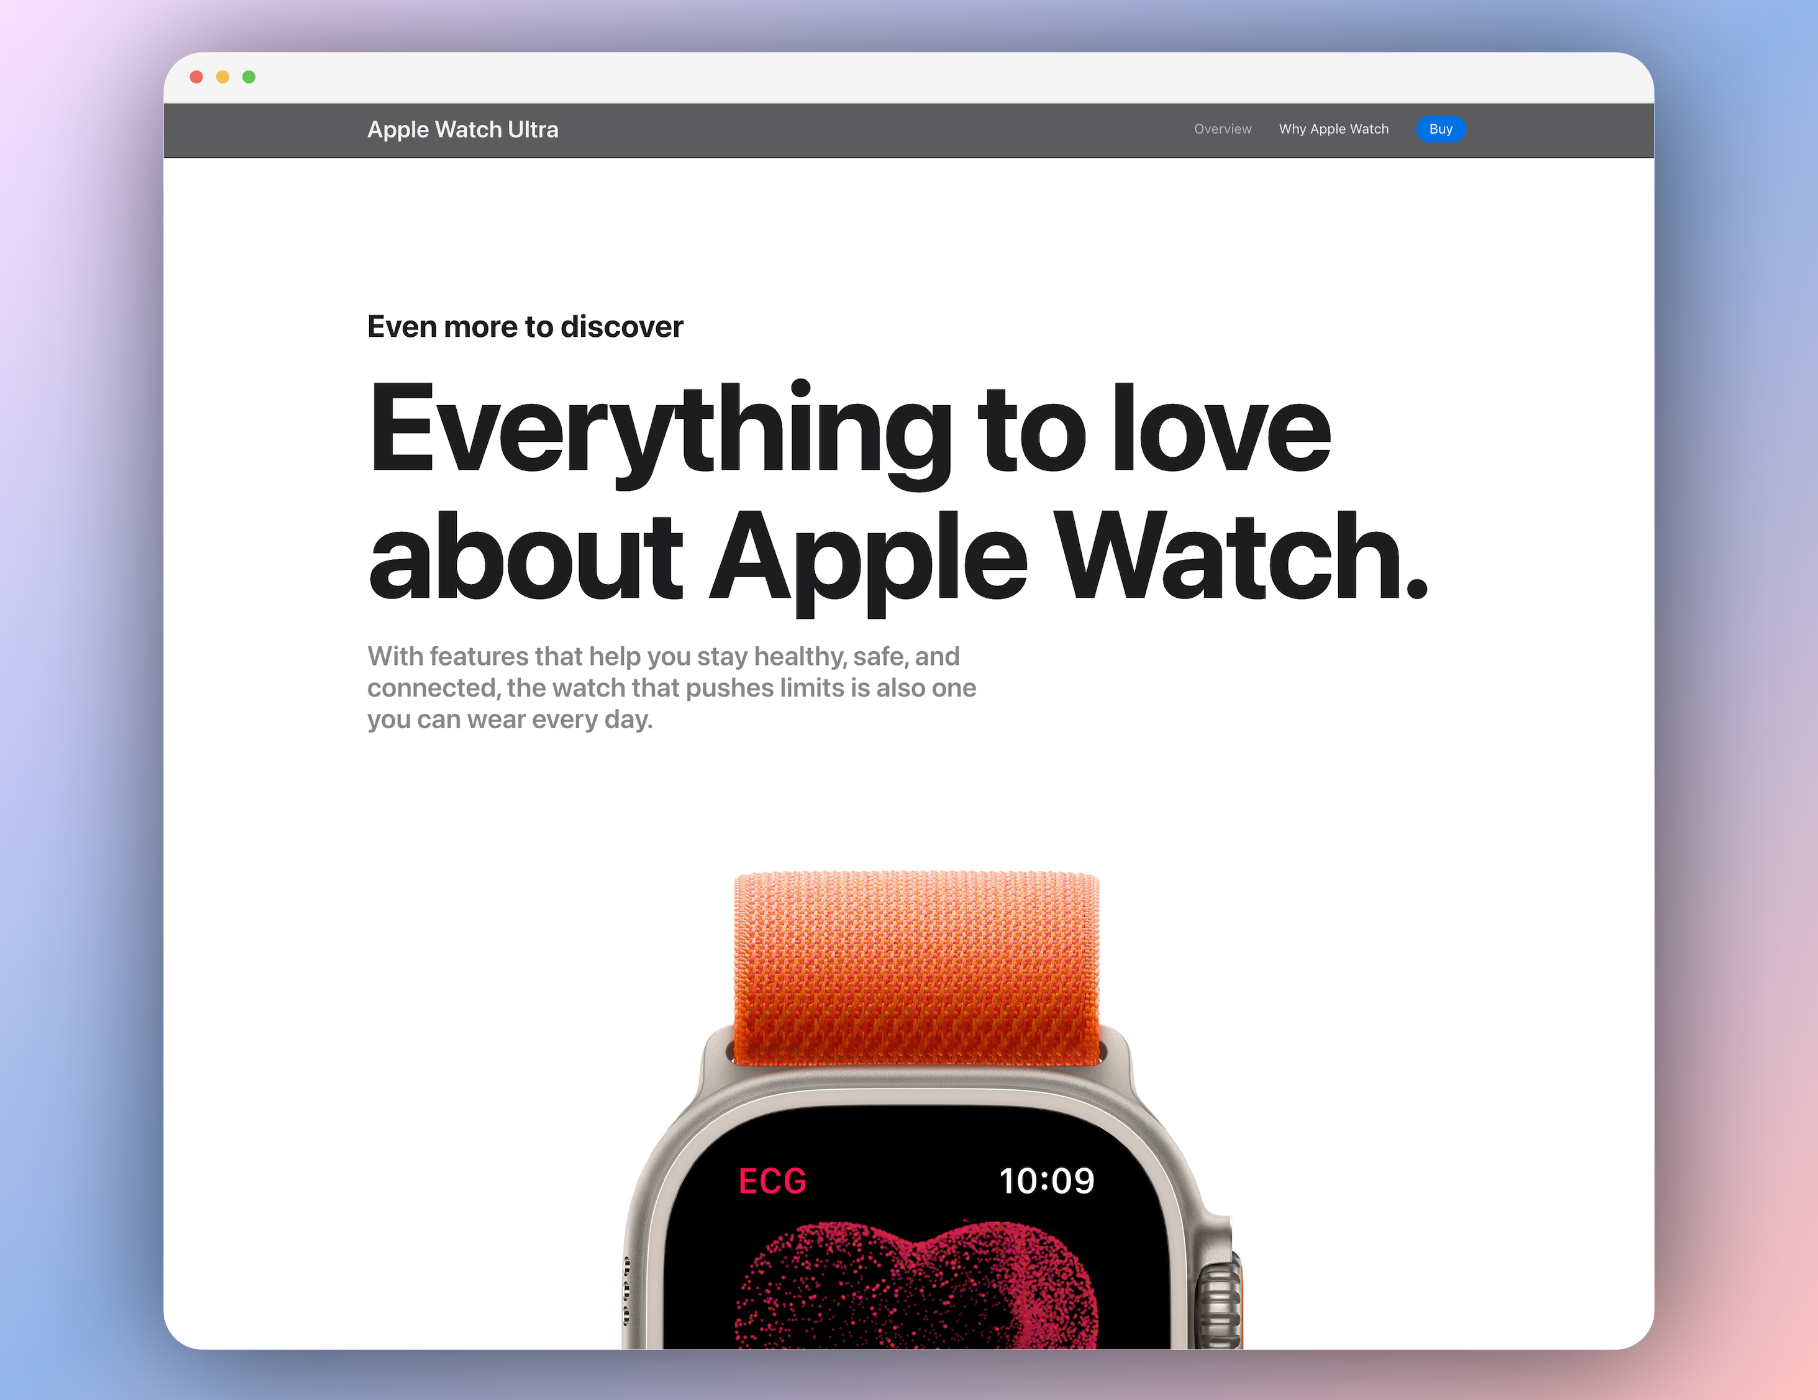 Apple Watch Ultra
Overview
Why Apple Watch
Buy
Even more to discover
Everything to love
about Apple Watch.
With features that help you stay healthy, safe, and
connected, the watch that pushes limits is also one
you can wear every day.
ECG
10:09